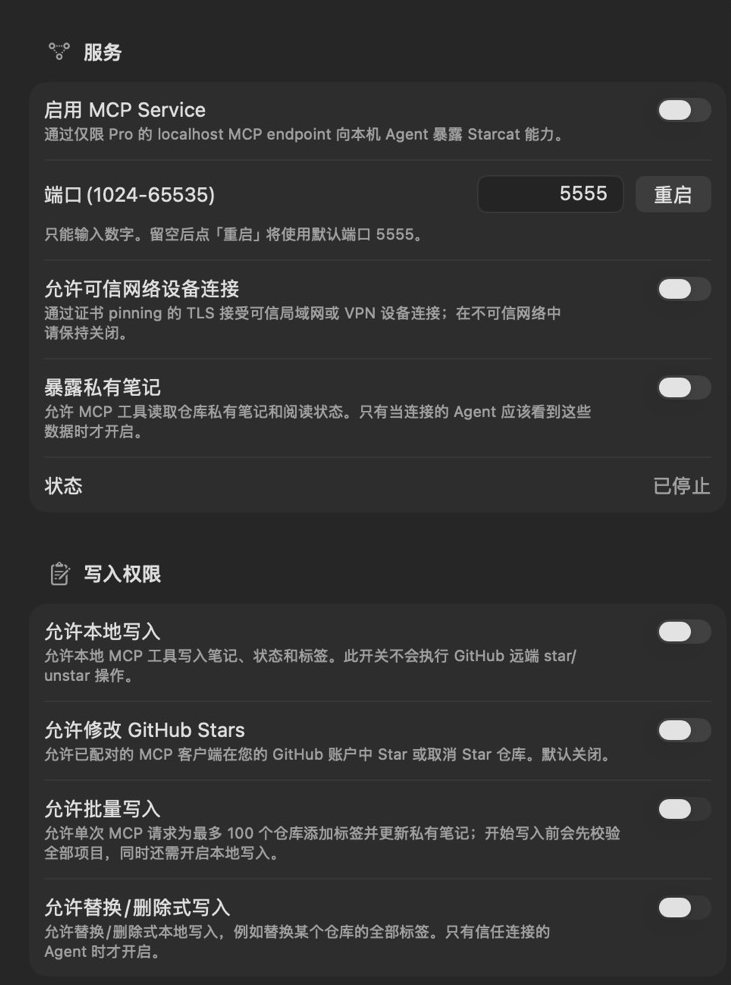 服务
启用 MCP Service
通过仅限 Pro 的 localhost MCP endpoint 向本机 Agent 暴露 Starcat 能力。
端口 (1024-65535)
5555
重启
只能输入数字。留空后点「重启」将使用默认端口 5555。
允许可信网络设备连接
通过证书 pinning 的 TLS 接受可信局域网或 VPN 设备连接；在不可信网络中
请保持关闭。
暴露私有笔记
允许 MCP 工具读取仓库私有笔记和阅读状态。只有当连接的 Agent 应该看到这些
数据时才开启。
状态
已停止
写入权限
允许本地写入
允许本地 MCP 工具写入笔记、状态和标签。此开关不会执行 GitHub 远端 star/
unstar 操作。
允许修改 GitHub Stars
允许已配对的 MCP 客户端在您的 GitHub 账户中 Star 或取消 Star 仓库。默认关闭。
允许批量写入
允许单次 MCP 请求为最多 100 个仓库添加标签并更新私有笔记；开始写入前会先校验
全部项目，同时还需开启本地写入。
允许替换/删除式写入
允许替换/删除式本地写入，例如替换某个仓库的全部标签。只有信任连接的
Agent 时才开启。